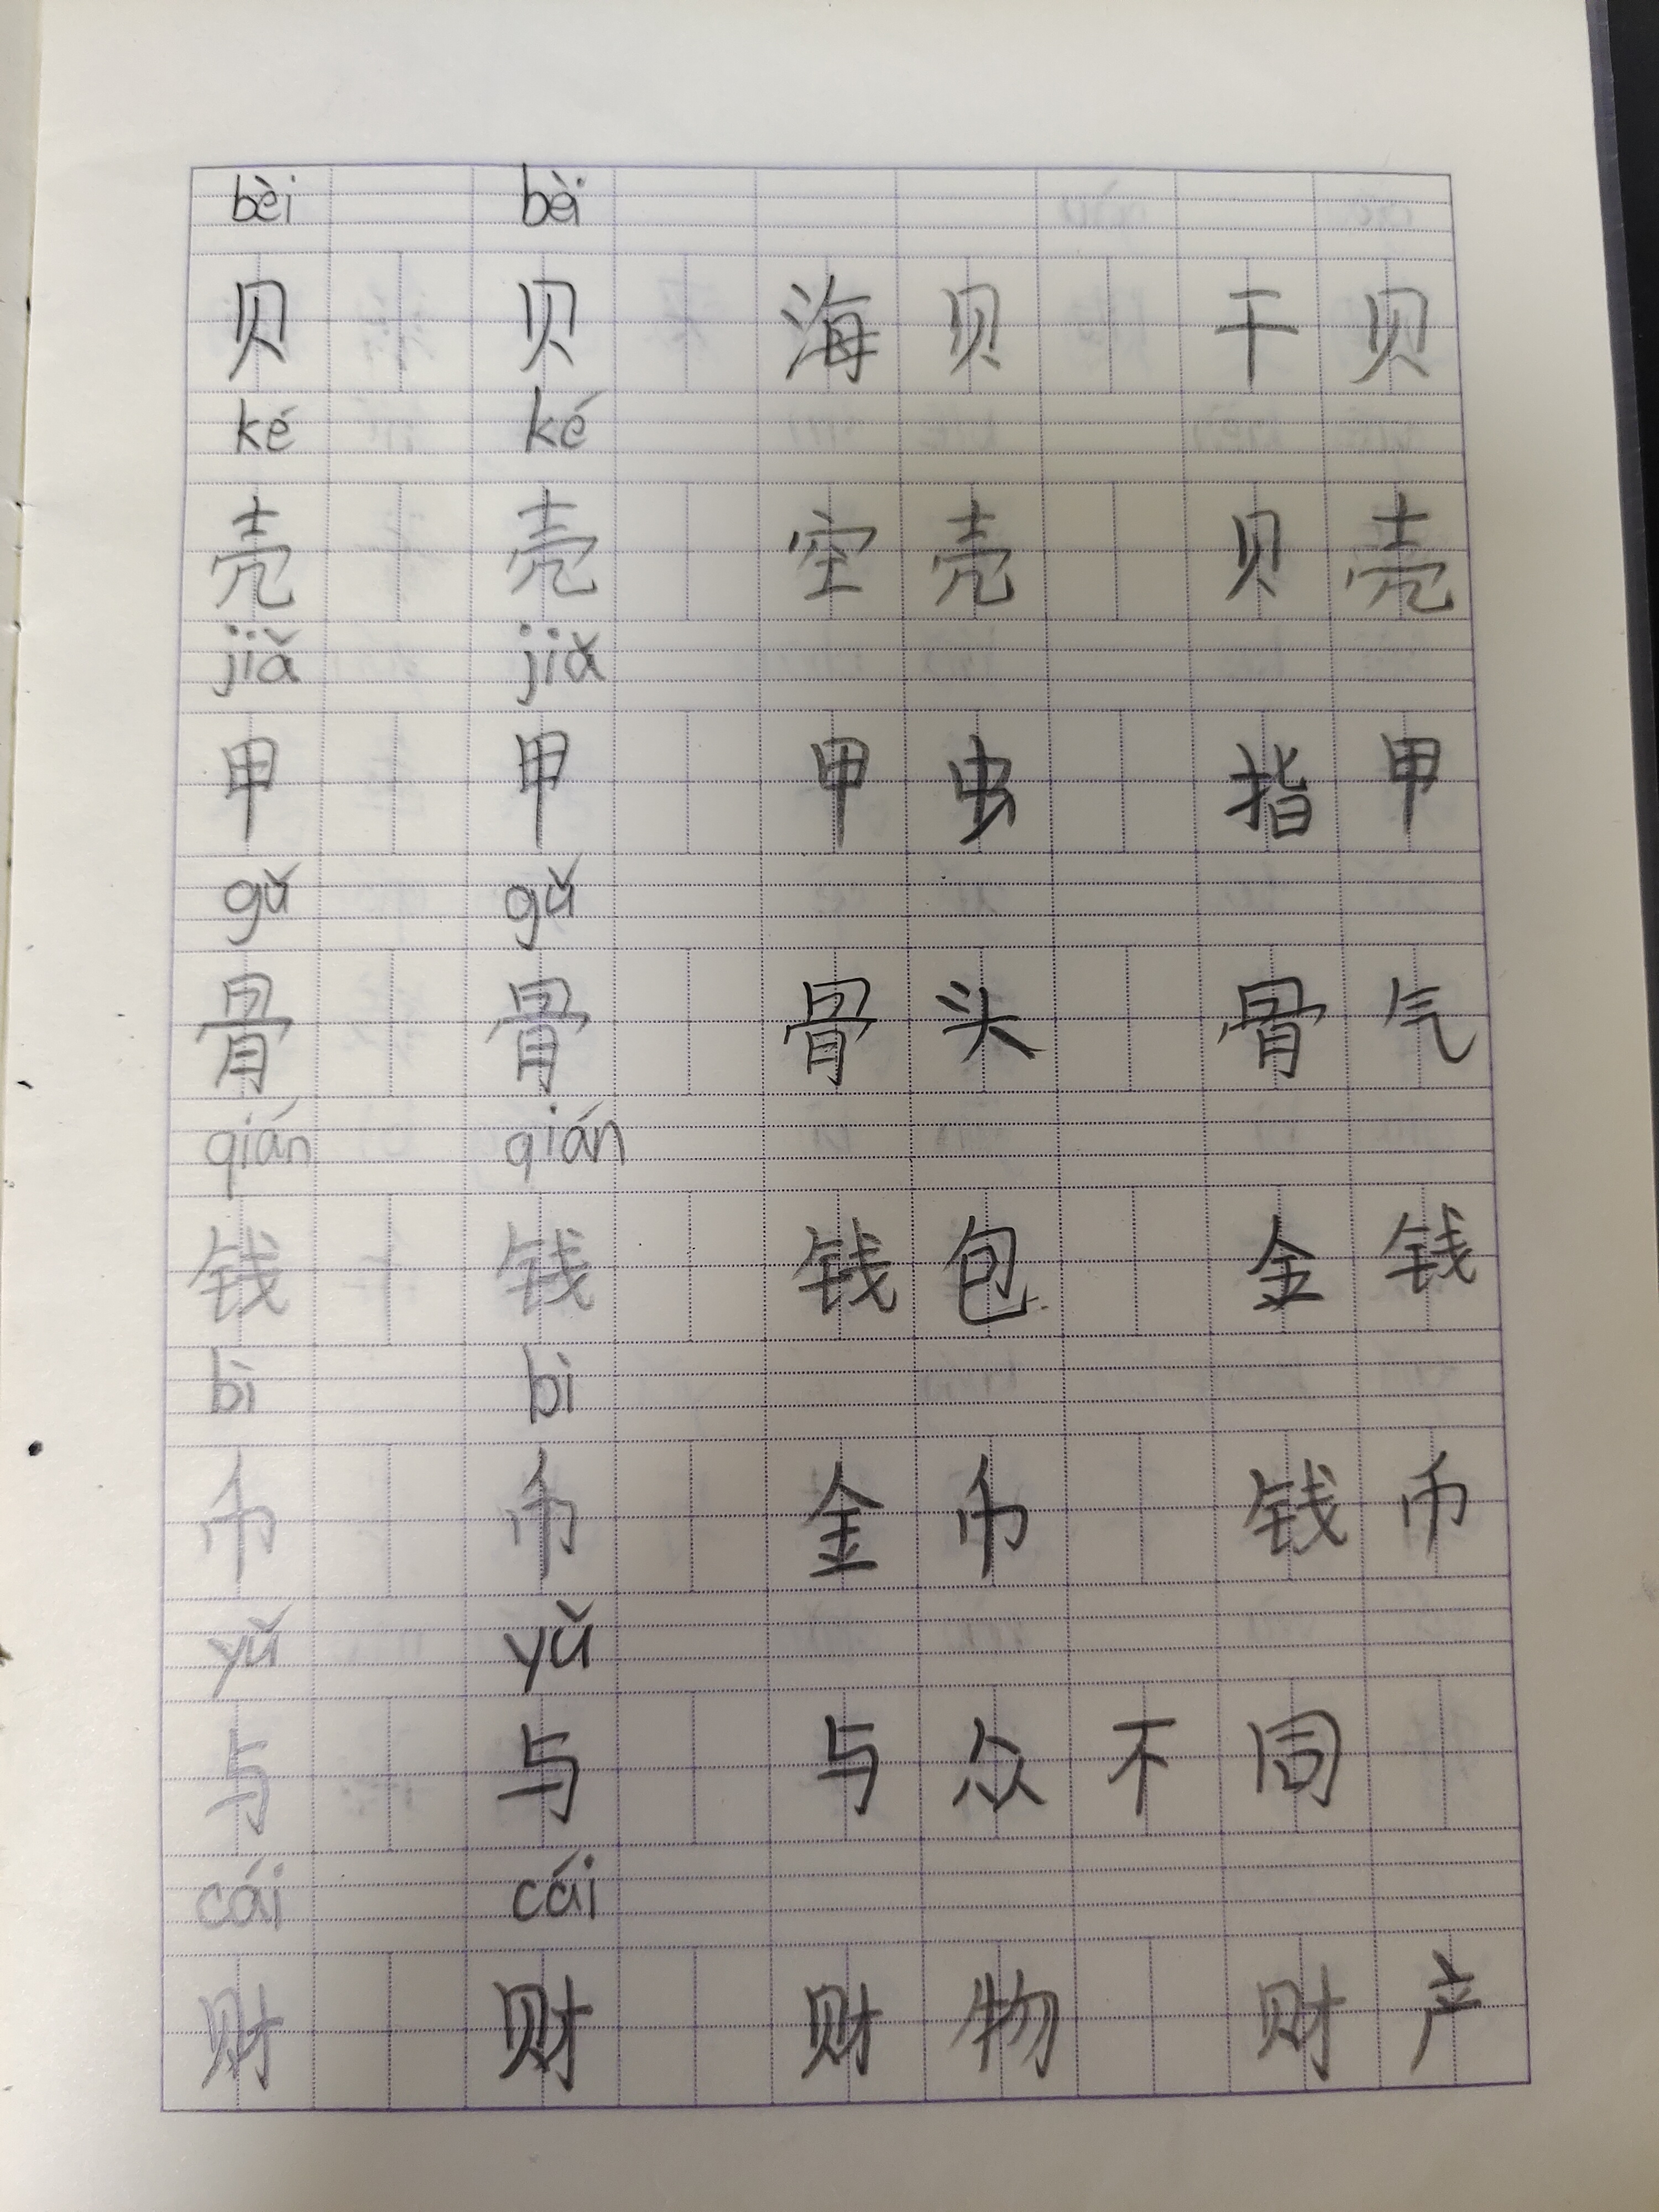 bèi bèi
贝 贝 海贝 干贝
ké ké
壳 壳 空壳 贝壳
jiǎ jiǎ
甲 甲 甲虫 指甲
gǔ gǔ
骨 骨 骨头 骨气
qián qián
钱 钱 钱包 金钱
bì bì
币 币 金币 钱币
yǔ yǔ
与 与 与众不同
cái cái
财 财 财物 财产